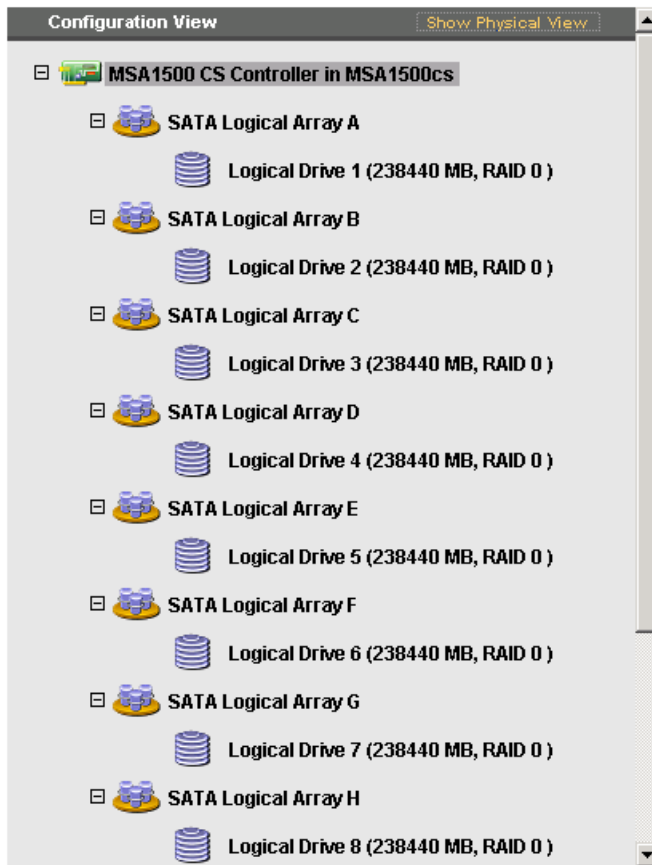 Configuration View Show Physical View
MSA1500 CS Controller in MSA1500cs
SATA Logical Array A
Logical Drive 1 (238440 MB, RAID 0 )
SATA Logical Array B
Logical Drive 2 (238440 MB, RAID 0 )
SATA Logical Array C
Logical Drive 3 (238440 MB, RAID 0 )
SATA Logical Array D
Logical Drive 4 (238440 MB, RAID 0 )
SATA Logical Array E
Logical Drive 5 (238440 MB, RAID 0 )
SATA Logical Array F
Logical Drive 6 (238440 MB, RAID 0 )
SATA Logical Array G
Logical Drive 7 (238440 MB, RAID 0 )
SATA Logical Array H
Logical Drive 8 (238440 MB, RAID 0 )